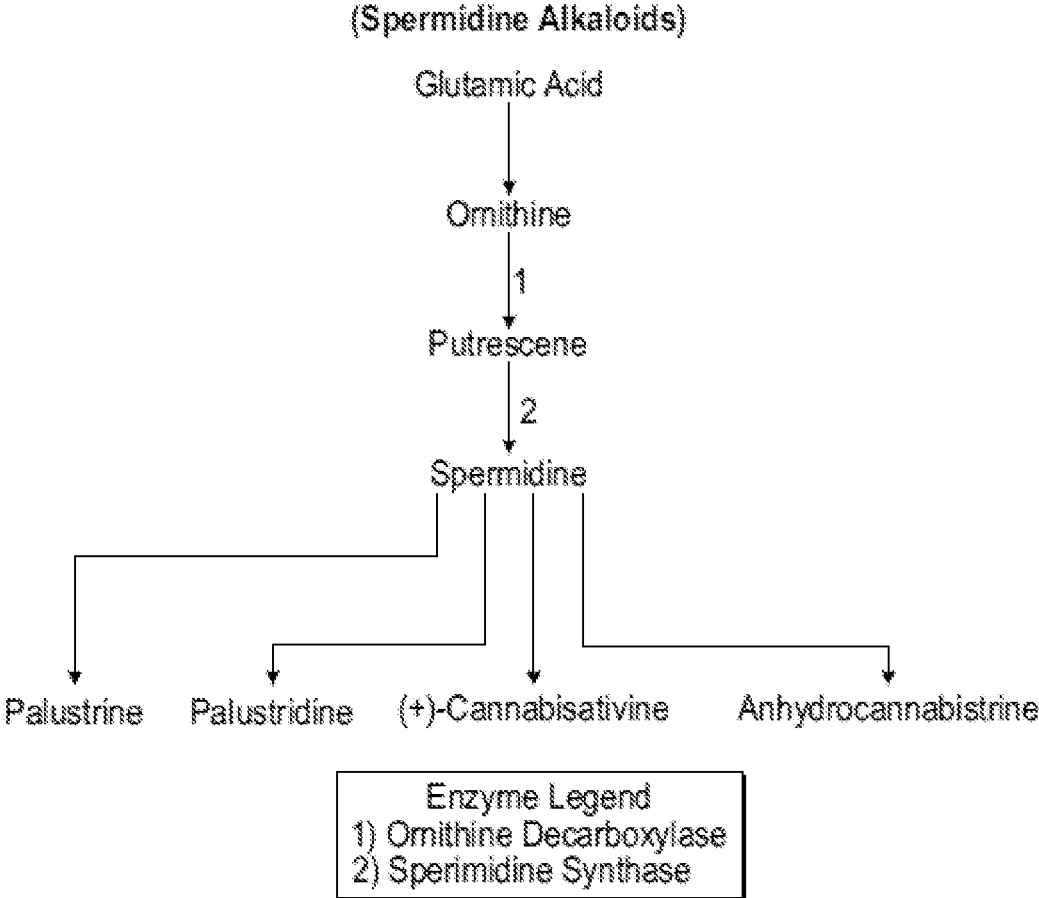 (Spermidine Alkaloids)
Glutamic Acid
Ornithine
1
Putrescene
2
Spermidine
Palustrine Palustridine (+)-Cannabisativine Anhydrocannabistrine
Enzyme Legend
1) Ornithine Decarboxylase
2) Sperimidine Synthase